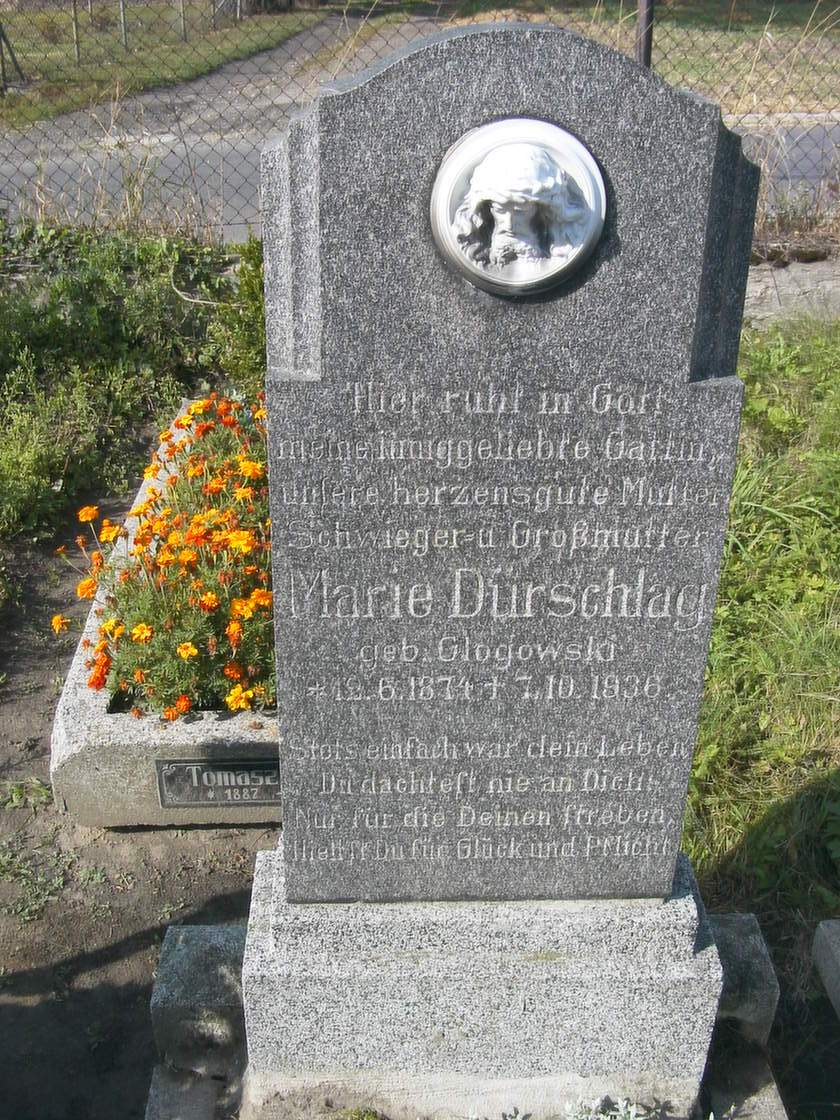 Hier ruht in Gott
meine inniggeliebte Gattin,
unsere herzensgute Mutter
Schwieger- u Großmutter
Marie Dürschlag
geb. Glogowski
* 12. 6. 1874 † 7. 10. 1936
Stets einfach war dein Leben
Du dachtest nie an Dich!
Nur für die Deinen streben,
Hielt'st Du für Glück und Pflicht
Tomasz
* 1887